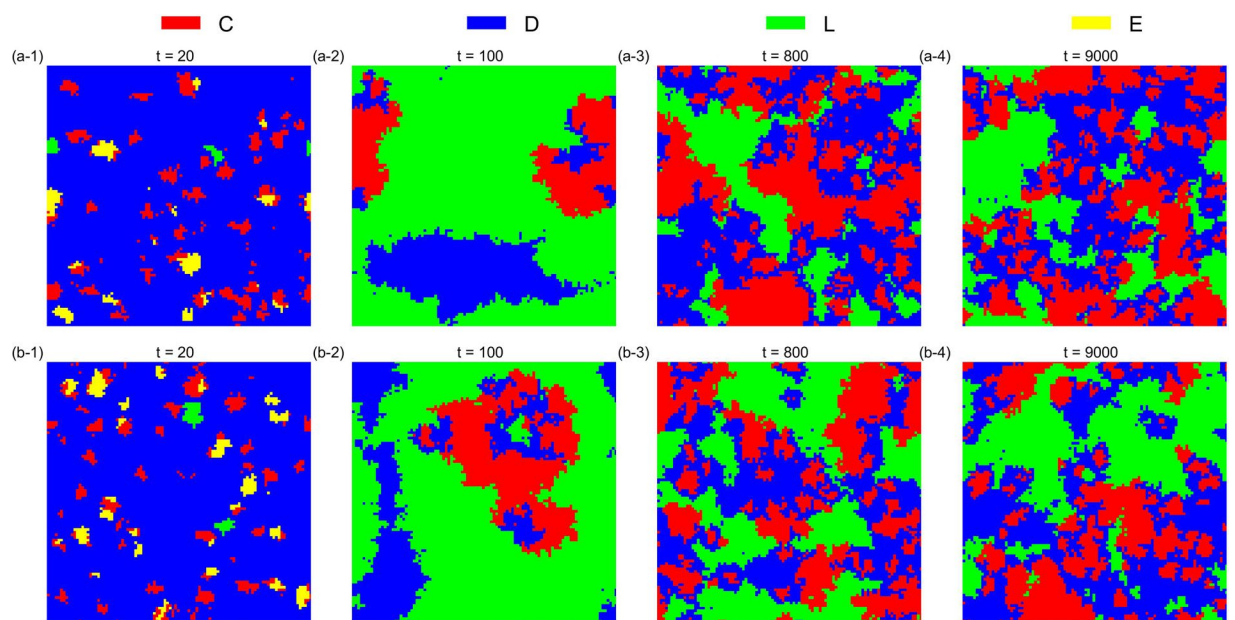 C D L E
(a-1) t = 20 (a-2) t = 100 (a-3) t = 800 (a-4) t = 9000
(b-1) t = 20 (b-2) t = 100 (b-3) t = 800 (b-4) t = 9000